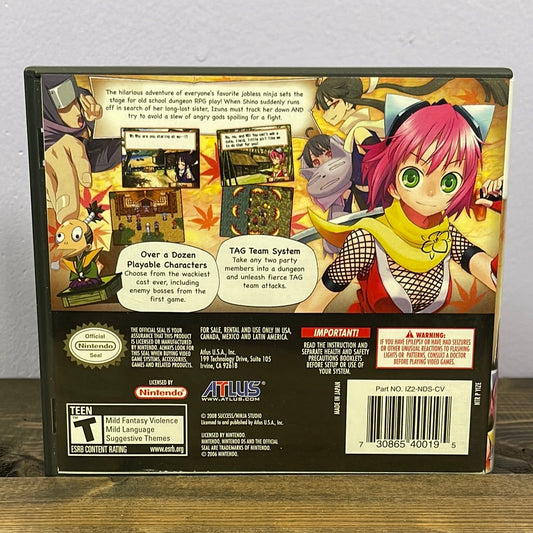 The hilarious adventure of everyone's favorite jobless ninja sets the
stage for old school dungeon RPG play! When Shino suddenly runs
off in search of her long-lost sister, Izuna must track her down AND
try to avoid a slew of angry gods spoiling for a fight.
Over a Dozen
Playable Characters
Choose from the wackiest
cast ever, including
enemy bosses from the
first game.
TAG Team System
Take any two party
members into a dungeon
and unleash fierce TAG
team attacks.
Official
Nintendo
Seal
THE OFFICIAL SEAL IS YOUR
ASSURANCE THAT THIS PRODUCT
IS LICENSED OR MANUFACTURED
BY NINTENDO. ALWAYS LOOK FOR
THIS SEAL WHEN BUYING VIDEO
GAME SYSTEMS, ACCESSORIES,
GAMES AND RELATED PRODUCTS.
FOR SALE, RENTAL AND USE ONLY IN USA,
CANADA, MEXICO AND LATIN AMERICA.
Atlus U.S.A., Inc.
199 Technology Drive, Suite 105
Irvine, CA 92618
IMPORTANT!
READ THE INSTRUCTION AND
SEPARATE HEALTH AND SAFETY
PRECAUTIONS BOOKLETS
BEFORE SETUP OR USE OF
YOUR SYSTEM.
WARNING!
IF YOU HAVE EPILEPSY OR HAVE HAD SEIZURES
OR OTHER UNUSUAL REACTIONS TO FLASHING
LIGHTS OR PATTERNS, CONSULT A DOCTOR
BEFORE PLAYING VIDEO GAMES.
LICENSED BY
Nintendo
ATLUS
WWW.ATLUS.COM
MADE IN JAPAN
Part NO. IZ2-NDS-CV
7 30865 40019 5
NTR P YIZE
TEEN
T
Mild Fantasy Violence
Mild Language
Suggestive Themes
ESRB CONTENT RATING
www.esrb.org
© 2008 SUCCESS/NINJA STUDIO
Licensed to and published by Atlus U.S.A., Inc.
LICENSED BY NINTENDO.
NINTENDO, NINTENDO DS AND THE OFFICIAL
SEAL ARE TRADEMARKS OF NINTENDO.
© 2006 NINTENDO.